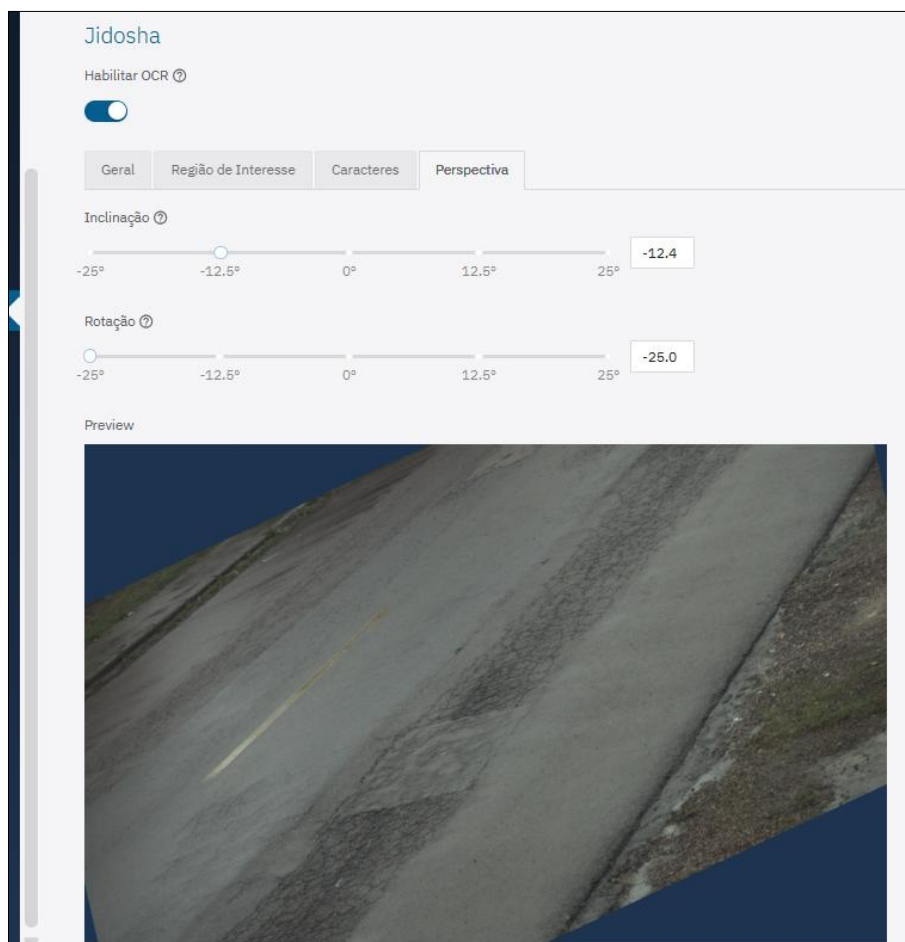 Jidosha
Habilitar OCR ?
Geral Região de Interesse Caracteres Perspectiva
Inclinação ?
-12.4
-25° -12.5° 0° 12.5° 25°
Rotação ?
-25.0
-25° -12.5° 0° 12.5° 25°
Preview